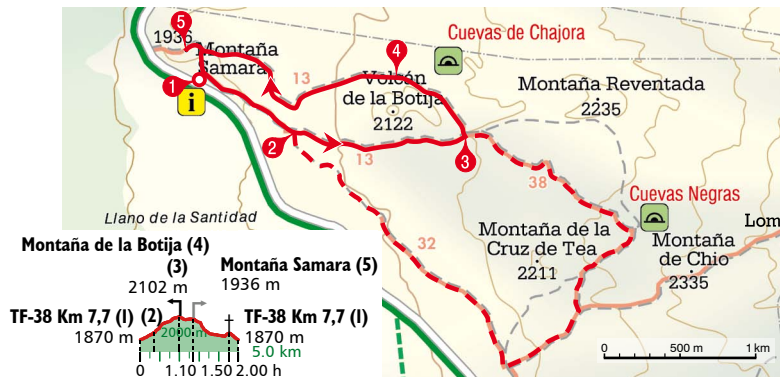 Cuevas de Chajora
5
1936
Montaña
Samara
4
13
Volcán
de la Botija
2122
Montaña Reventada
2235
1
i
2
13
3
38
Cuevas Negras
Llano de la Santidad
32
Montaña de la
Cruz de Tea
2211
Lom
Montaña
de Chio
2335
Montaña de la Botija (4)
(3)
2102 m
Montaña Samara (5)
1936 m
TF-38 Km 7,7 (1) (2)
1870 m
2000 m
TF-38 Km 7,7 (1)
1870 m
5.0 km
0 1.10 1.50 2.00 h
0 500 m 1 km